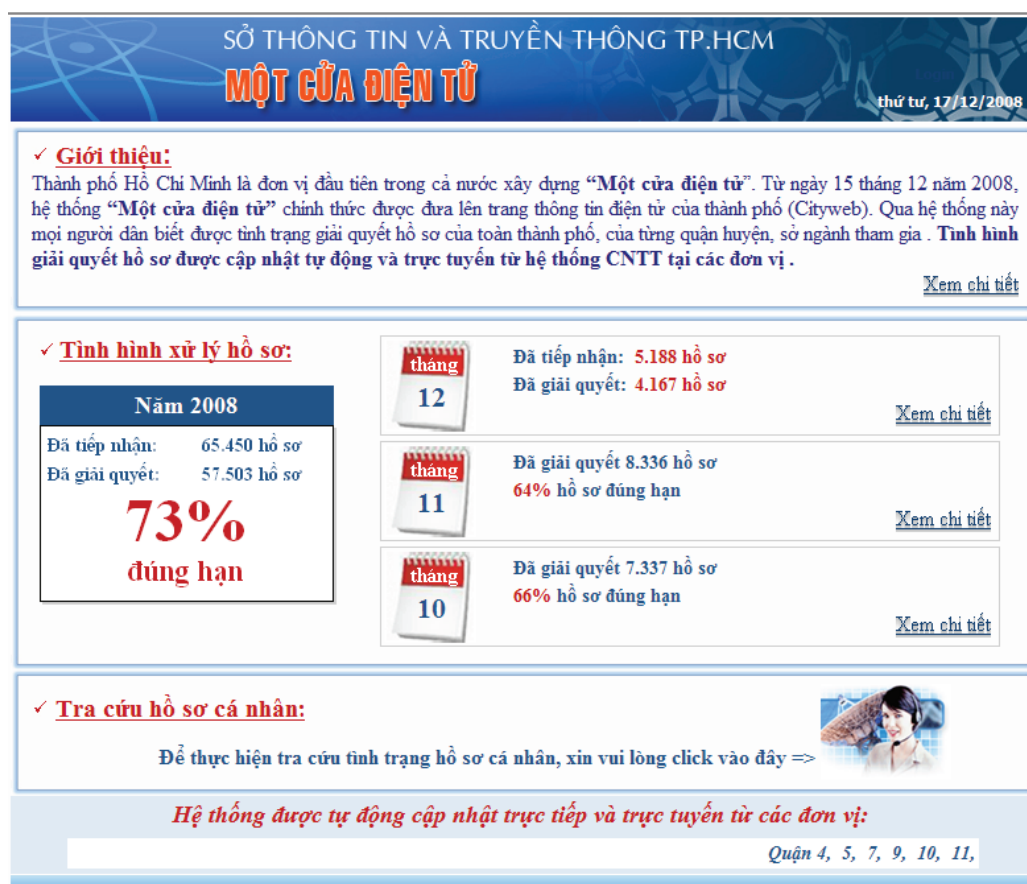 SỞ THÔNG TIN VÀ TRUYỀN THÔNG TP.HCM
MỘT CỬA ĐIỆN TỬ
thứ tư, 17/12/2008
✓ Giới thiệu:
Thành phố Hồ Chí Minh là đơn vị đầu tiên trong cả nước xây dựng “Một cửa điện tử”. Từ ngày 15 tháng 12 năm 2008,
hệ thống “Một cửa điện tử” chính thức được đưa lên trang thông tin điện tử của thành phố (Cityweb). Qua hệ thống này
mọi người dân biết được tình trạng giải quyết hồ sơ của toàn thành phố, của từng quận huyện, sở ngành tham gia . Tình hình
giải quyết hồ sơ được cập nhật tự động và trực tuyến từ hệ thống CNTT tại các đơn vị .
Xem chi tiết
✓ Tình hình xử lý hồ sơ:
Năm 2008
Đã tiếp nhận: 65.450 hồ sơ
Đã giải quyết: 57.503 hồ sơ
73%
đúng hạn
tháng
12
Đã tiếp nhận: 5.188 hồ sơ
Đã giải quyết: 4.167 hồ sơ
Xem chi tiết
tháng
11
Đã giải quyết 8.336 hồ sơ
64% hồ sơ đúng hạn
Xem chi tiết
tháng
10
Đã giải quyết 7.337 hồ sơ
66% hồ sơ đúng hạn
Xem chi tiết
✓ Tra cứu hồ sơ cá nhân:
Để thực hiện tra cứu tình trạng hồ sơ cá nhân, xin vui lòng click vào đây =>
Hệ thống được tự động cập nhật trực tiếp và trực tuyến từ các đơn vị:
Quận 4, 5, 7, 9, 10, 11,